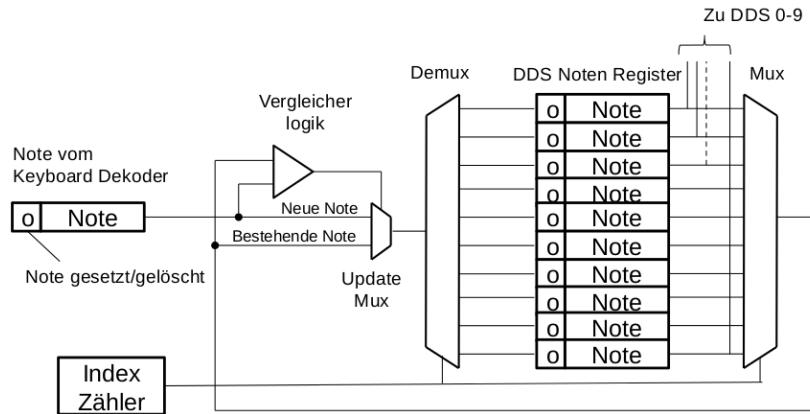 Zu DDS 0-9
Demux
DDS Noten Register
Mux
Vergleicher
logik
Note vom
Keyboard Dekoder
o Note
Note gesetzt/gelöscht
Neue Note
Bestehende Note
Update
Mux
o Note
o Note
o Note
o Note
o Note
o Note
o Note
o Note
o Note
o Note
Index
Zähler